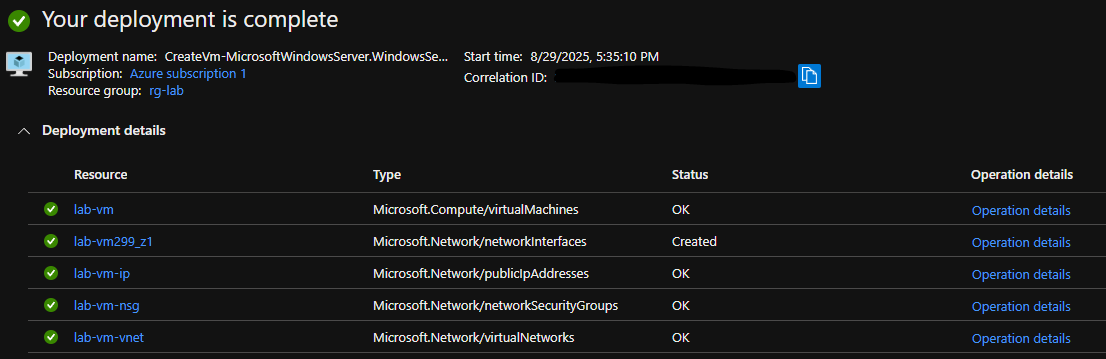 Your deployment is complete
Deployment name: CreateVm-MicrosoftWindowsServer.WindowsSe...
Start time: 8/29/2025, 5:35:10 PM
Subscription: Azure subscription 1
Correlation ID:
Resource group: rg-lab
Deployment details
Resource Type Status Operation details
lab-vm Microsoft.Compute/virtualMachines OK Operation details
lab-vm299_z1 Microsoft.Network/networkInterfaces Created Operation details
lab-vm-ip Microsoft.Network/publicIpAddresses OK Operation details
lab-vm-nsg Microsoft.Network/networkSecurityGroups OK Operation details
lab-vm-vnet Microsoft.Network/virtualNetworks OK Operation details